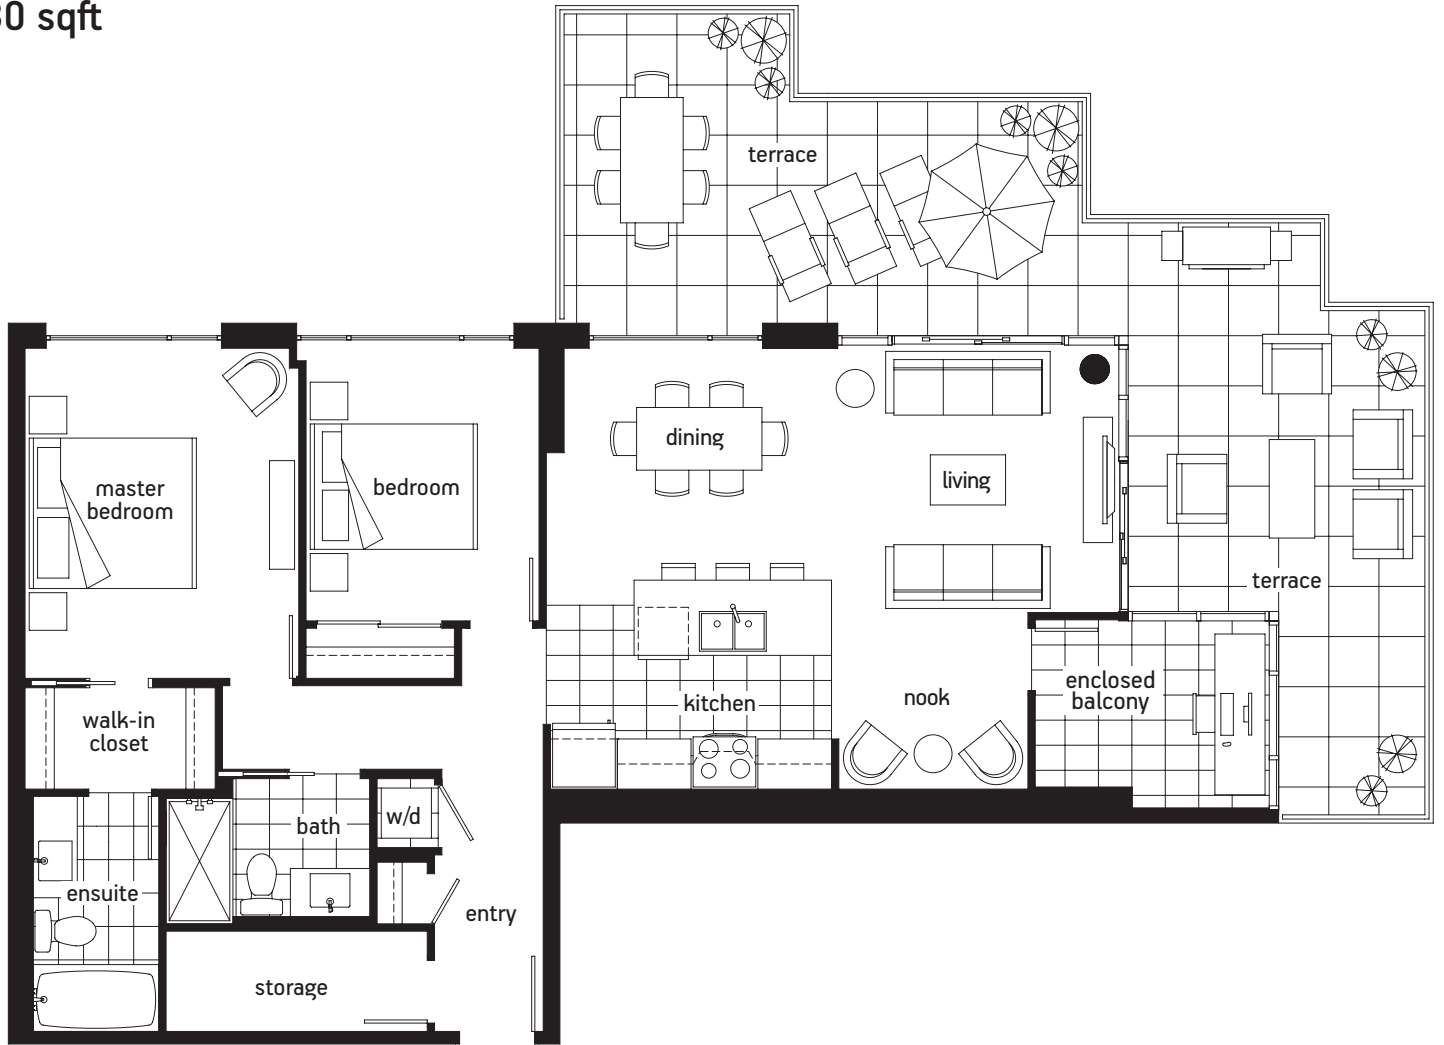 sqft
terrace
dining
living
master
bedroom
bedroom
terrace
enclosed
balcony
kitchen
nook
walk-in
closet
bath
w/d
ensuite
entry
storage